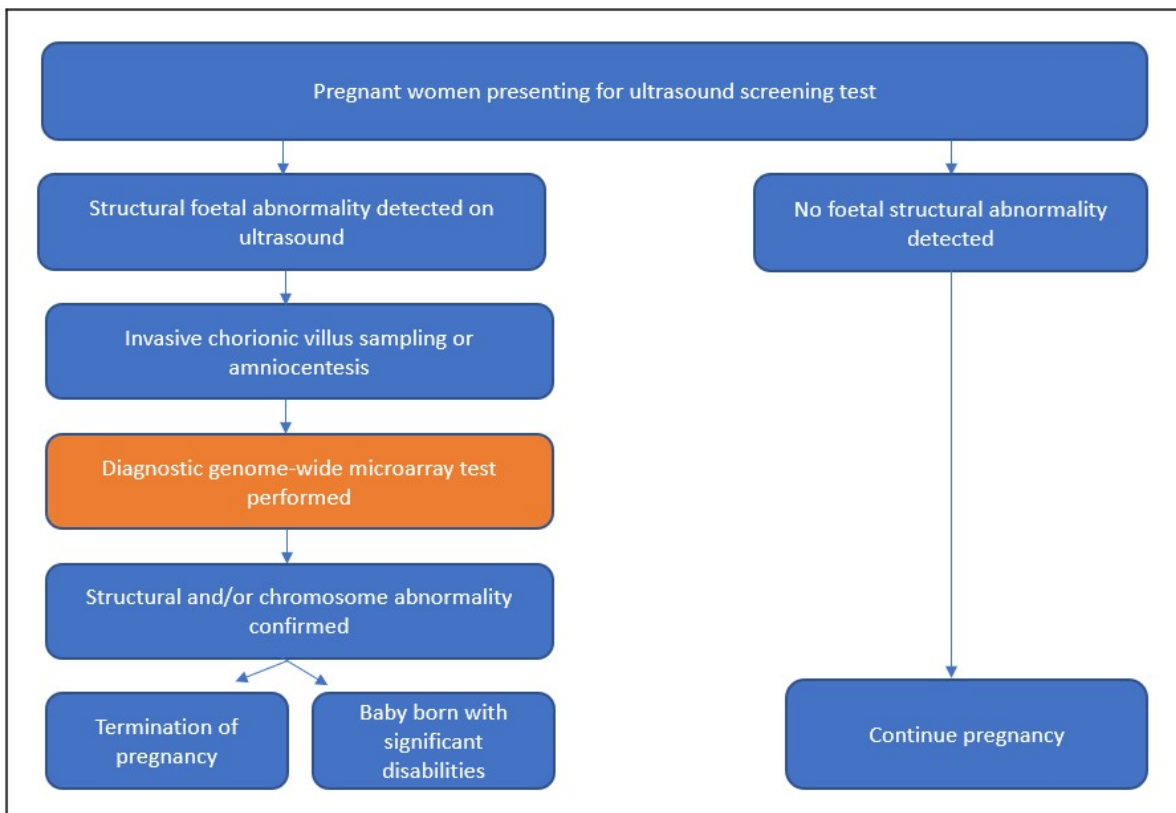 Pregnant women presenting for ultrasound screening test
Structural foetal abnormality detected on
ultrasound
No foetal structural abnormality
detected
Invasive chorionic villus sampling or
amniocentesis
Diagnostic genome-wide microarray test
performed
Structural and/or chromosome abnormality
confirmed
Termination of
pregnancy
Baby born with
significant
disabilities
Continue pregnancy